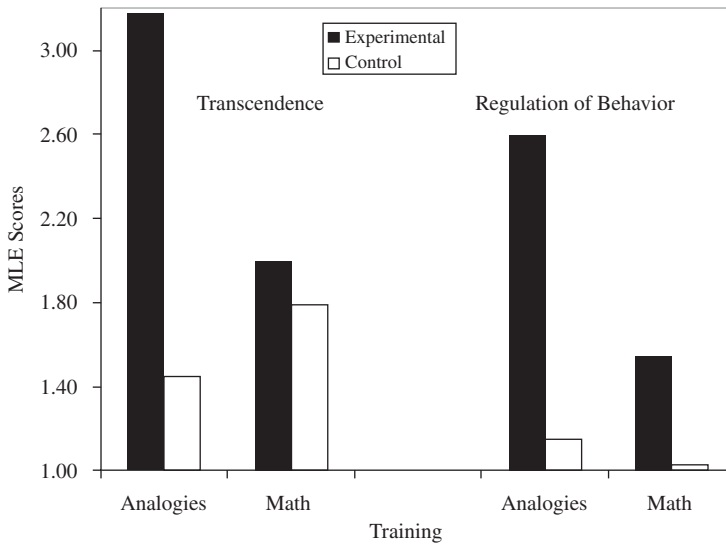 Experimental
Control
Transcendence
Regulation of Behavior
MLE Scores
3.00
2.60
2.20
1.80
1.40
1.00
Analogies
Math
Analogies
Math
Training